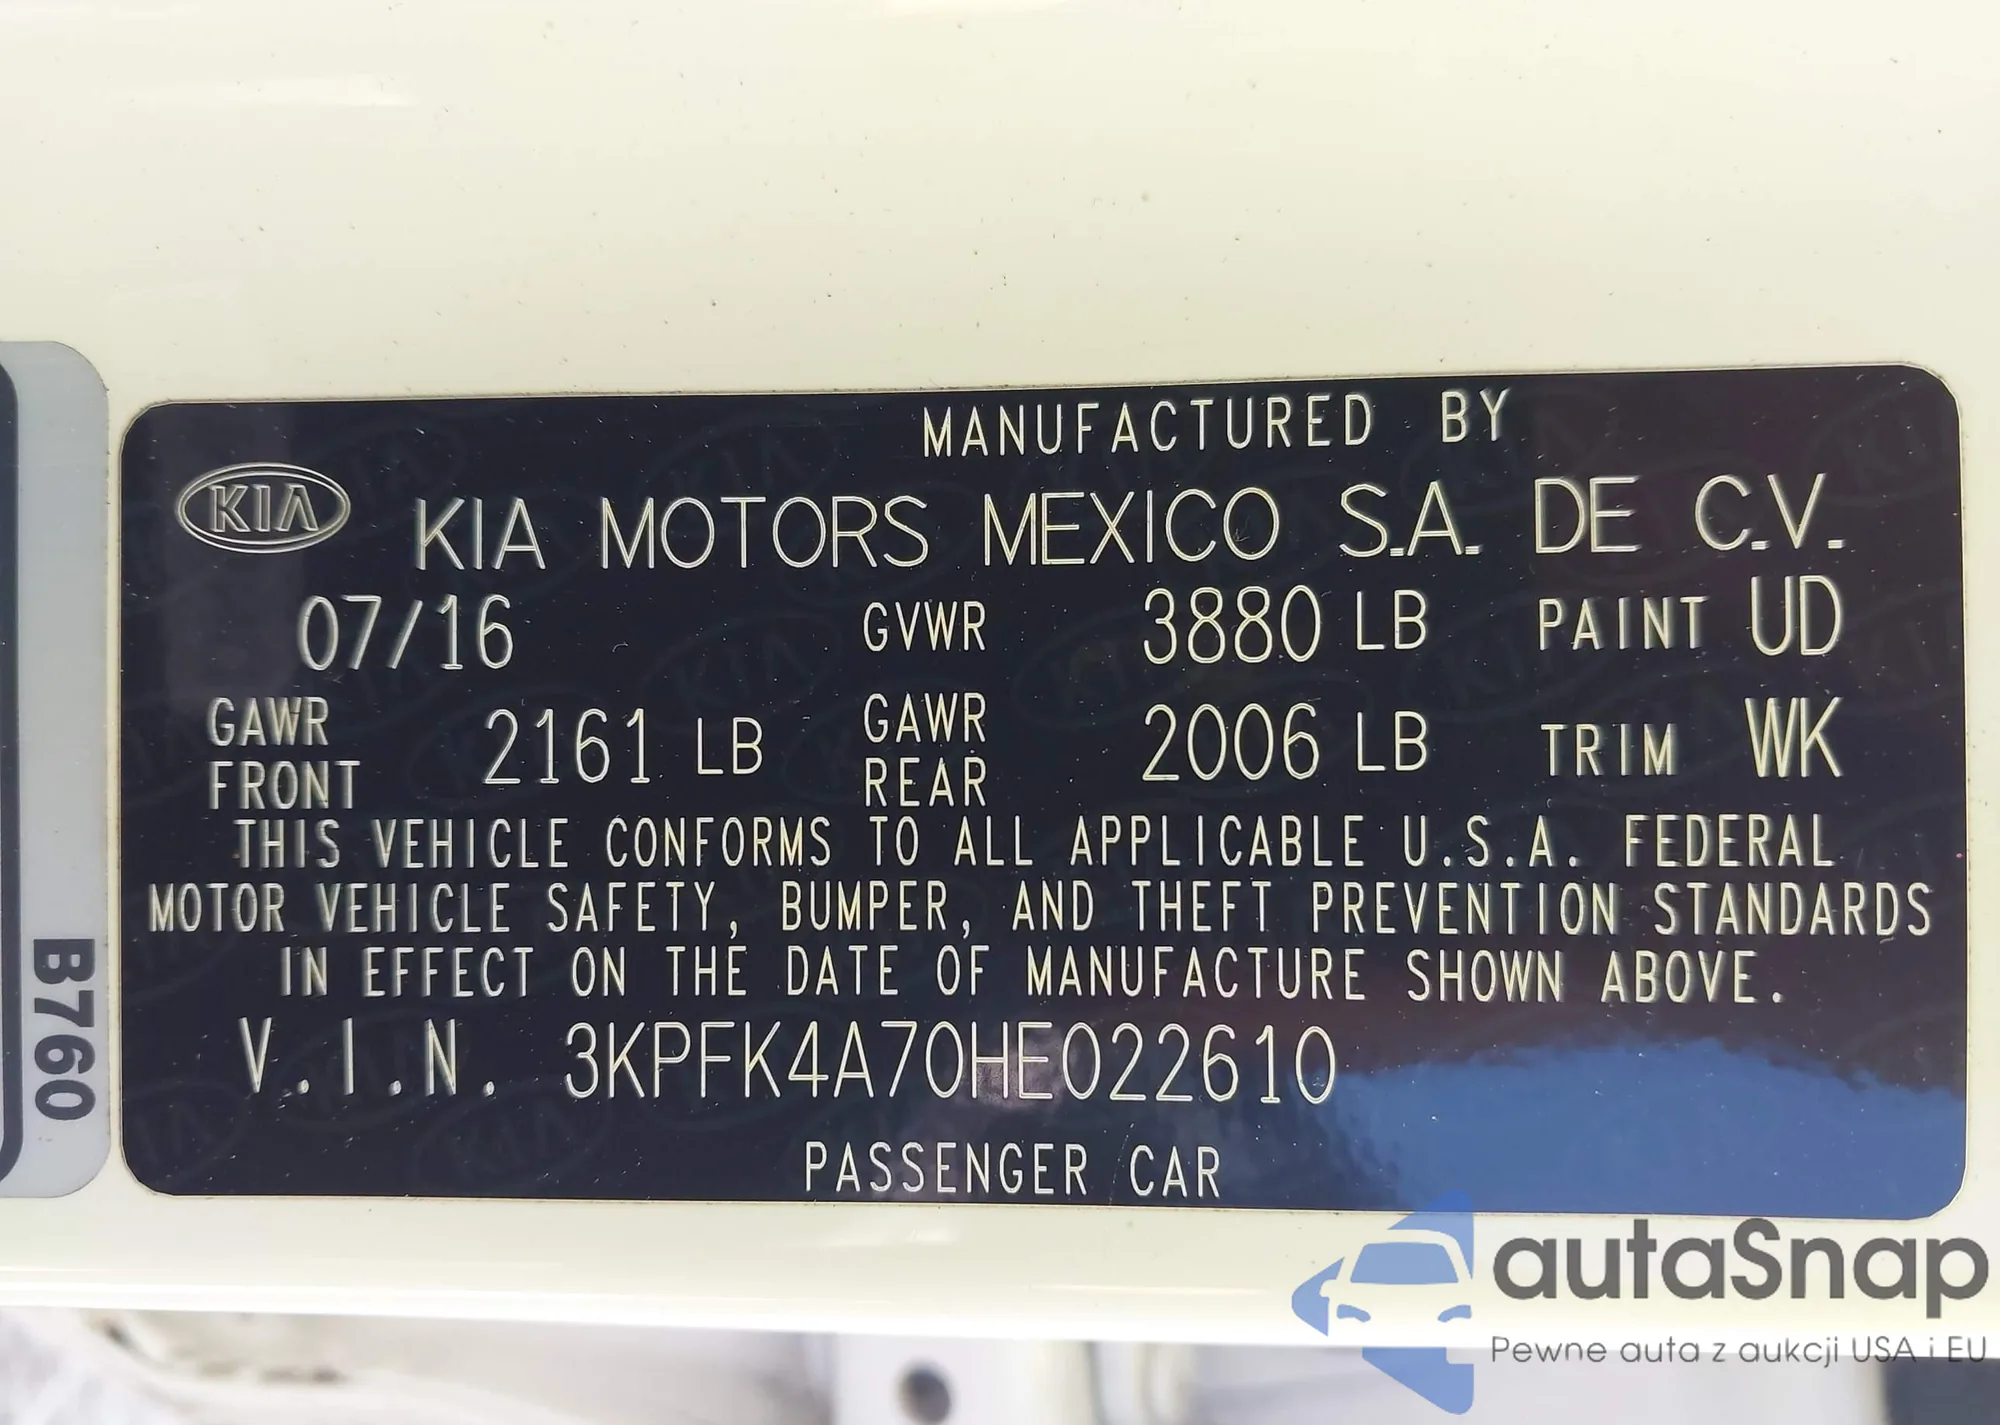 MANUFACTURED BY
KIA KIA MOTORS MEXICO S.A. DE C.V.
07/16 GVWR 3880 LB PAINT UD
GAWR FRONT 2161 LB GAWR REAR 2006 LB TRIM WK
THIS VEHICLE CONFORMS TO ALL APPLICABLE U.S.A. FEDERAL
MOTOR VEHICLE SAFETY, BUMPER, AND THEFT PREVENTION STANDARDS
IN EFFECT ON THE DATE OF MANUFACTURE SHOWN ABOVE.
V.I.N. 3KPFK4A70HE022610
PASSENGER CAR
B760
autaSnap
Pewne auta z aukcji USA i EU